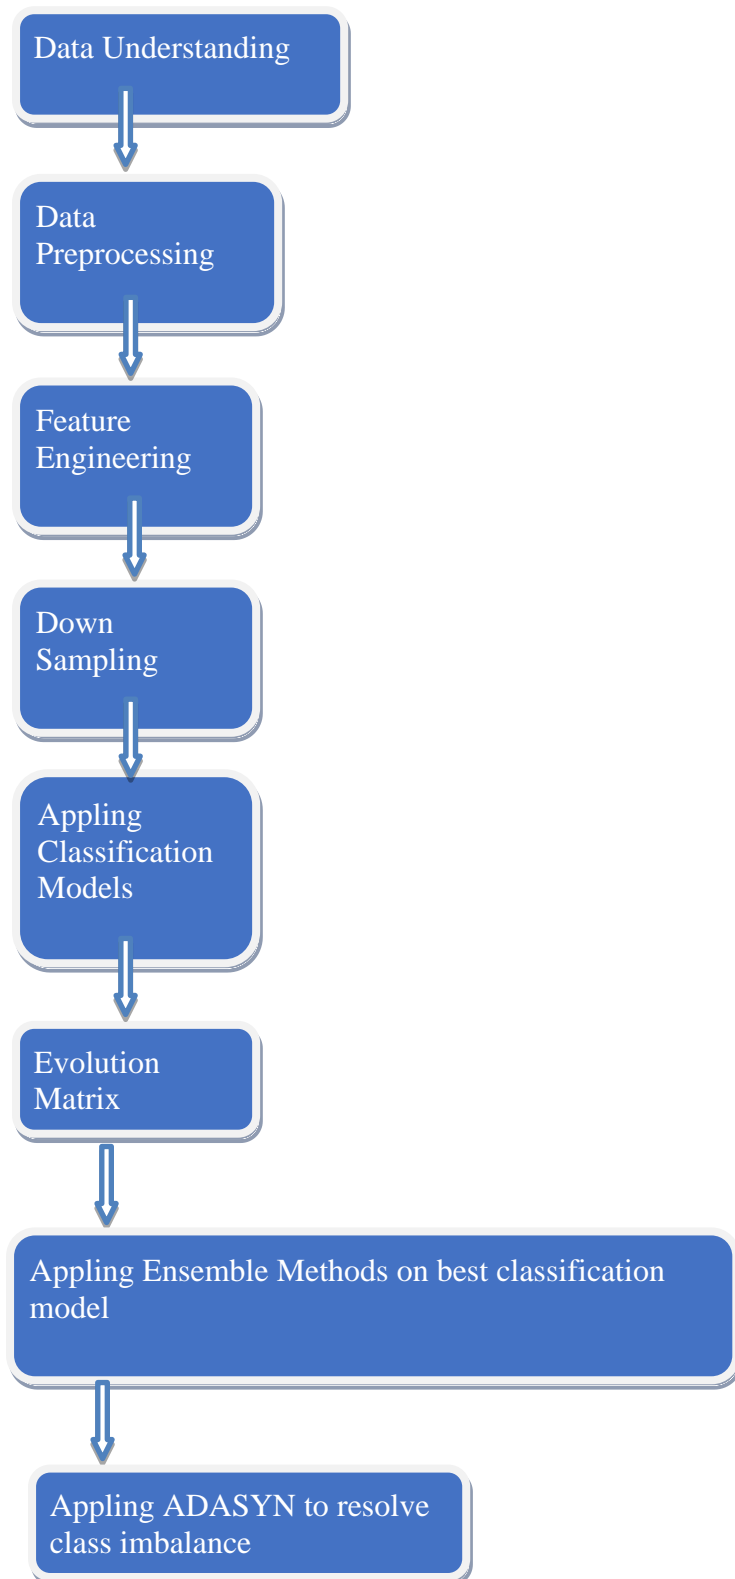 Data Understanding
Data
Preprocessing
Feature
Engineering
Down
Sampling
Appling
Classification
Models
Evolution
Matrix
Appling Ensemble Methods on best classification
model
Appling ADASYN to resolve
class imbalance